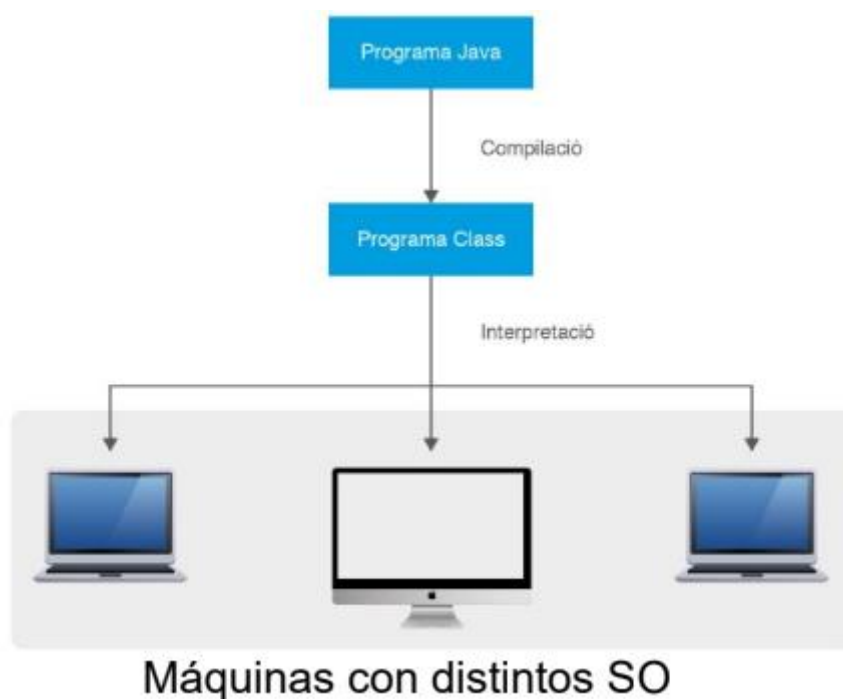 Programa Java
Compilació
Programa Class
Interpretació
Máquinas con distintos SO